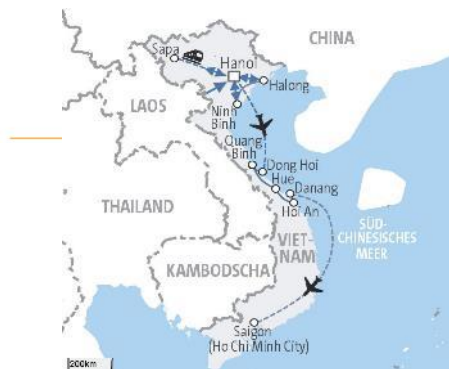 CHINA
Sapa
Hanoi
Halong
LAOS
Ninh
Binh
Quang
Binh
Dong Hoi
Hue
Danang
Hoi An
THAILAND
SÜD-
CHINESISCHES
MEER
VIET-
NAM
KAMBODSCHA
Saigon
(Ho Chi Minh City)
200km